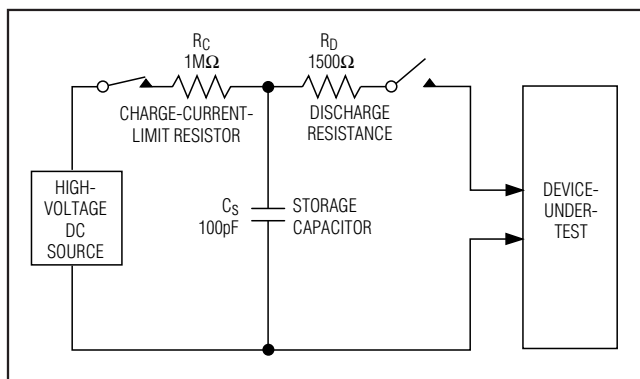 R_C
1MΩ
CHARGE-CURRENT-
LIMIT RESISTOR
R_D
1500Ω
DISCHARGE
RESISTANCE
HIGH-
VOLTAGE
DC
SOURCE
C_S
100pF
STORAGE
CAPACITOR
DEVICE-
UNDER-
TEST